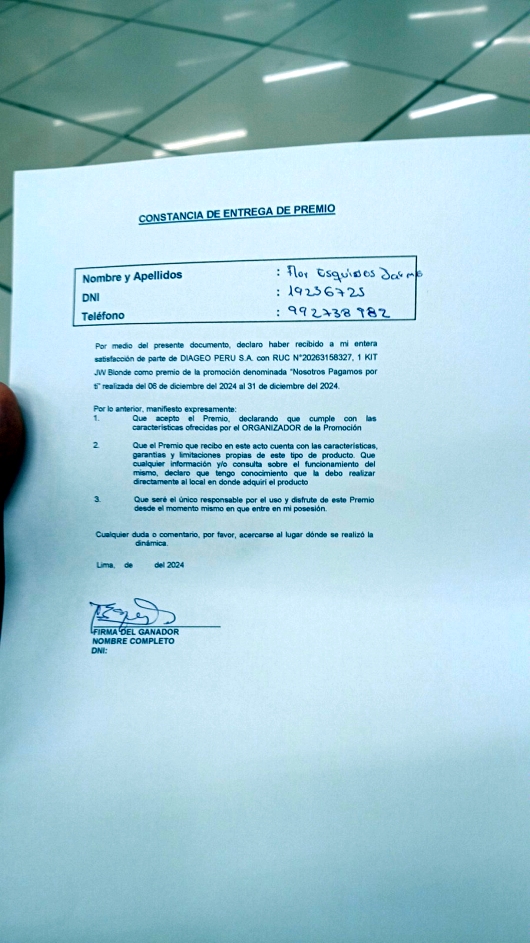 CONSTANCIA DE ENTREGA DE PREMIO
Nombre y Apellidos : Flor Esquives Jaime
DNI : 19236725
Teléfono : 992738982
Por medio del presente documento, declaro haber recibido a mi entera
satisfacción de parte de DIAGEO PERU S.A. con RUC N°20263158327, 1 KIT
JW Blonde como premio de la promoción denominada "Nosotros Pagamos por
ti" realizada del 06 de diciembre del 2024 al 31 de diciembre del 2024.
Por lo anterior, manifiesto expresamente:
1. Que acepto el Premio, declarando que cumple con las
características ofrecidas por el ORGANIZADOR de la Promoción
2. Que el Premio que recibo en este acto cuenta con las características,
garantías y limitaciones propias de este tipo de producto. Que
cualquier información y/o consulta sobre el funcionamiento del
mismo, declaro que tengo conocimiento que la debo realizar
directamente al local en donde adquirí el producto
3. Que seré el único responsable por el uso y disfrute de este Premio
desde el momento mismo en que entre en mi posesión.
Cualquier duda o comentario, por favor, acercarse al lugar dónde se realizó la
dinámica.
Lima, de del 2024
FIRMA DEL GANADOR
NOMBRE COMPLETO
DNI: